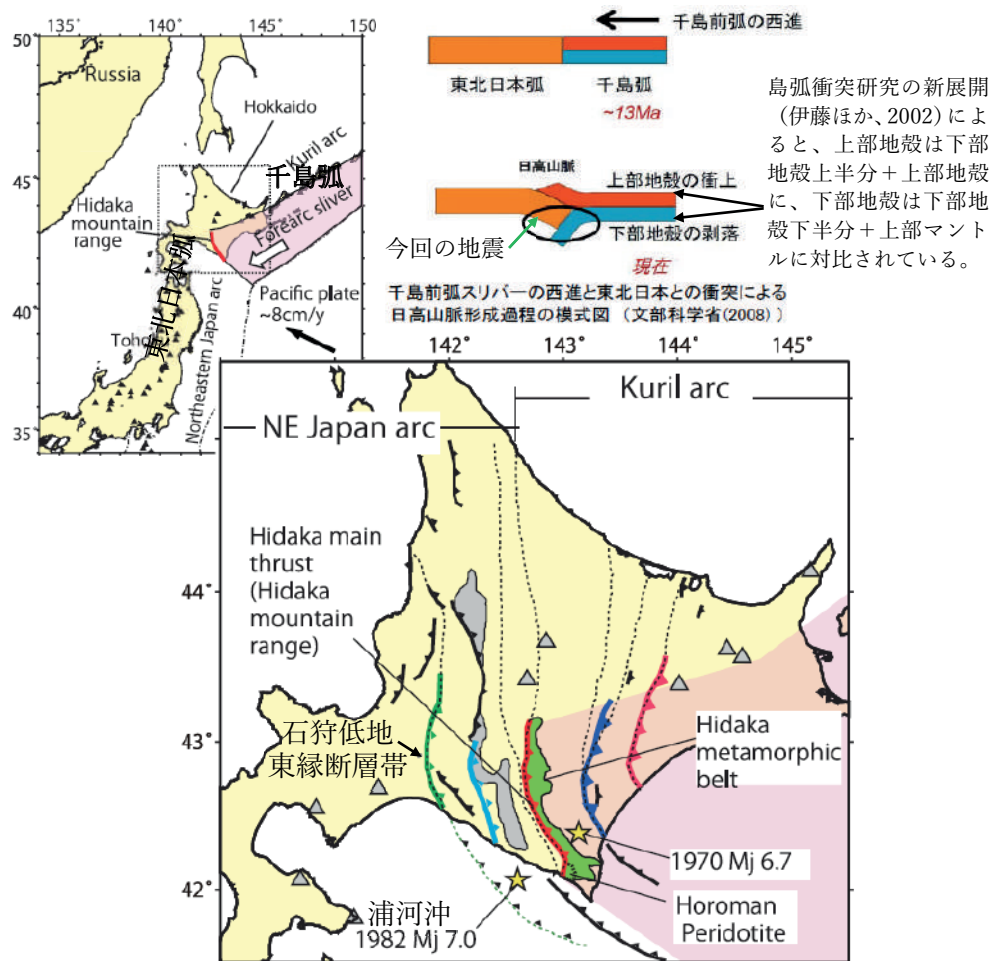 135 140 145 150
50
45
40
35
Russia
Hokkaido
Kuril arc
千島弧
Forearc sliver
Hidaka
mountain
range
東北日本弧
Pacific plate
~8cm/y
Tohoku
Northeastern Japan arc
千島前弧の西進
東北日本弧
千島弧
~13Ma
日高山脈
上部地殻の衝上
下部地殻の剥落
今回の地震
現在
千島前弧スリバーの西進と東北日本との衝突による
日高山脈形成過程の模式図 (文部科学省(2008))
島弧衝突研究の新展開
(伊藤ほか、2002)によ
ると、上部地殻は下部
地殻上半分+上部地殻
に、下部地殻は下部地
殻下半分+上部マント
ルに対比されている。
142° 143° 144° 145°
Kuril arc
NE Japan arc
Hidaka main
thrust (Hidaka
mountain
range)
44°
43°
42°
石狩低地
東縁断層帯
Hidaka
metamorphic
belt
1970 Mj 6.7
Horoman
Peridotite
浦河沖
1982 Mj 7.0